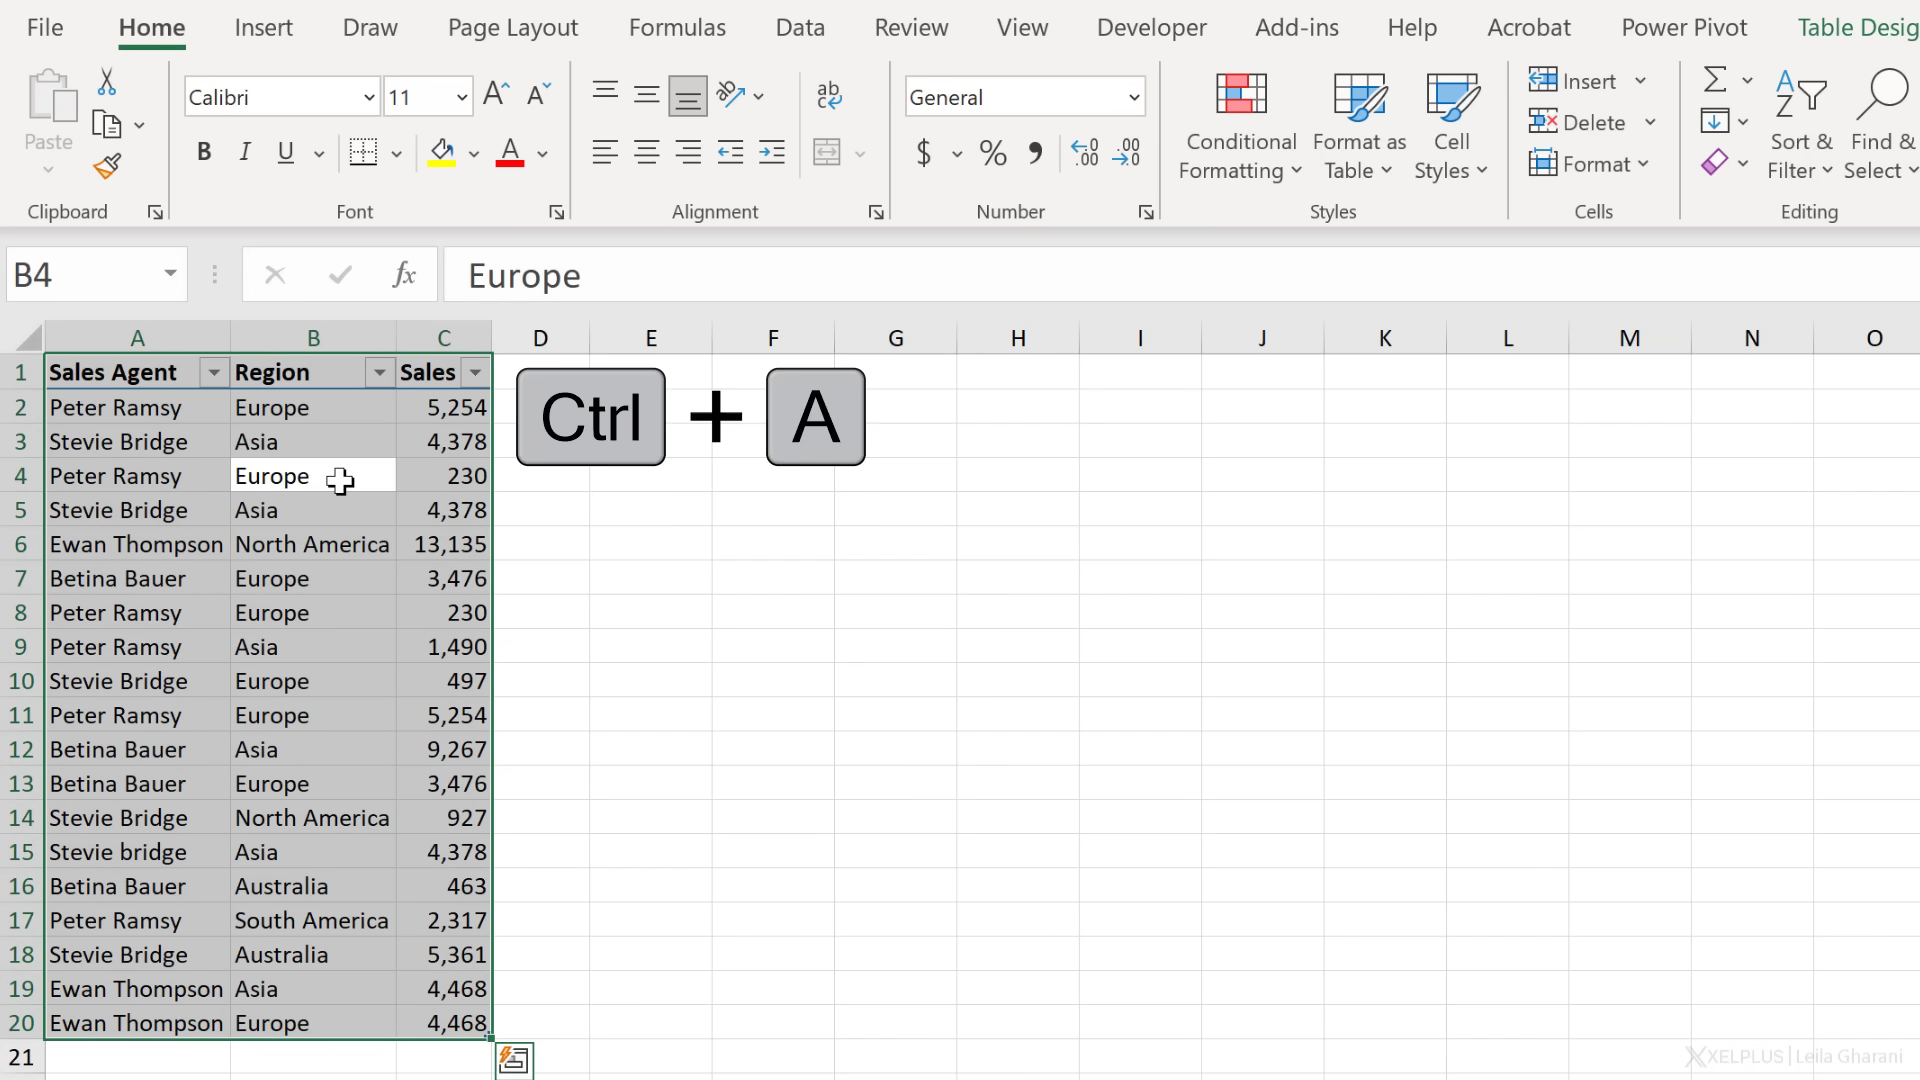 File Home Insert Draw Page Layout Formulas Data Review View Developer Add-ins Help Acrobat Power Pivot Table Desig
Paste
Calibri 11
General
Conditional Formatting
Format as Table
Cell Styles
Insert
Delete
Format
Sort & Filter
Find & Select
Clipboard Font Alignment Number Styles Cells Editing
B4 fx Europe
A B C D E F G H I J K L M N O
1 Sales Agent Region Sales
2 Peter Ramsy Europe 5,254
3 Stevie Bridge Asia 4,378
4 Peter Ramsy Europe 230
5 Stevie Bridge Asia 4,378
6 Ewan Thompson North America 13,135
7 Betina Bauer Europe 3,476
8 Peter Ramsy Europe 230
9 Peter Ramsy Asia 1,490
10 Stevie Bridge Europe 497
11 Peter Ramsy Europe 5,254
12 Betina Bauer Asia 9,267
13 Betina Bauer Europe 3,476
14 Stevie Bridge North America 927
15 Stevie bridge Asia 4,378
16 Betina Bauer Australia 463
17 Peter Ramsy South America 2,317
18 Stevie Bridge Australia 5,361
19 Ewan Thompson Asia 4,468
20 Ewan Thompson Europe 4,468
21
Ctrl + A
XELPLUS | Leila Gharani